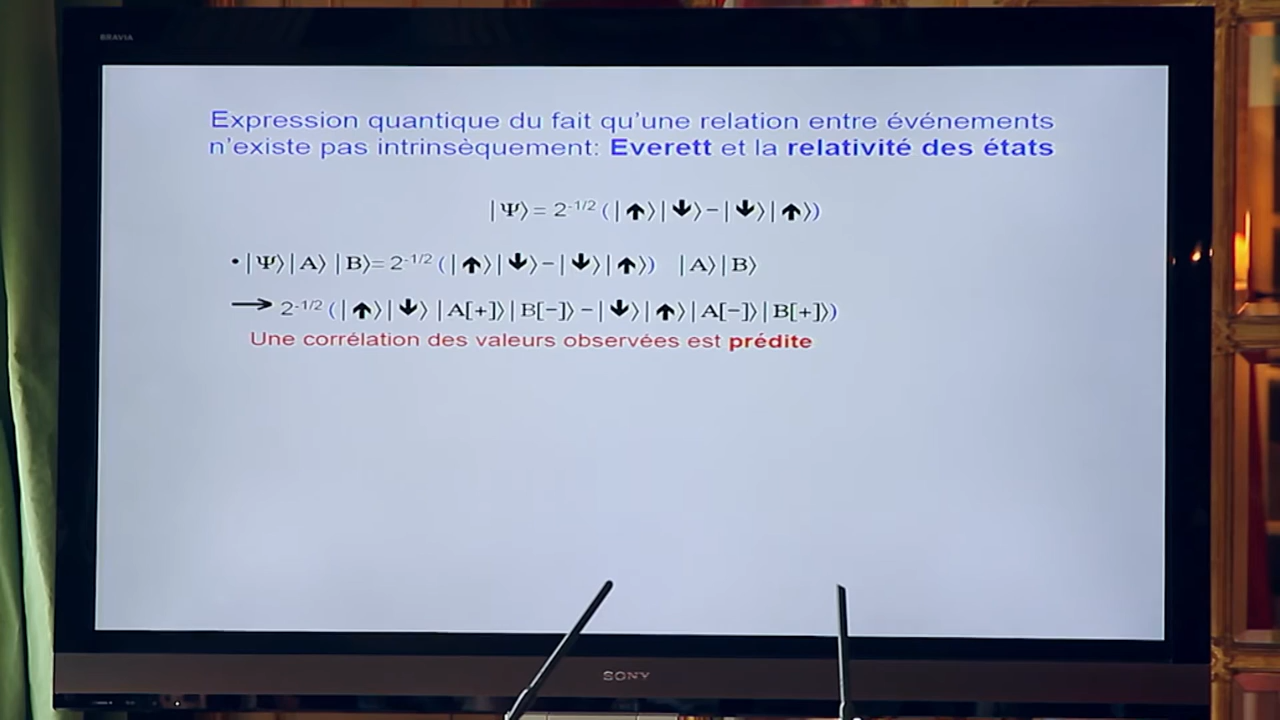 BRAVIA
Expression quantique du fait qu'une relation entre événements
n'existe pas intrinsèquement: Everett et la relativité des états
|Ψ⟩= 2-1/2 (|↑⟩|↓⟩−|↓⟩|↑⟩)
•|Ψ⟩|A⟩ |B⟩= 2-1/2 (|↑⟩|↓⟩−|↓⟩|↑⟩) |A⟩|B⟩
⟶ 2-1/2 (|↑⟩|↓⟩ |A[+]⟩|B[−]⟩ −|↓⟩|↑⟩|A[−]⟩|B[+]⟩)
Une corrélation des valeurs observées est prédite
SONY